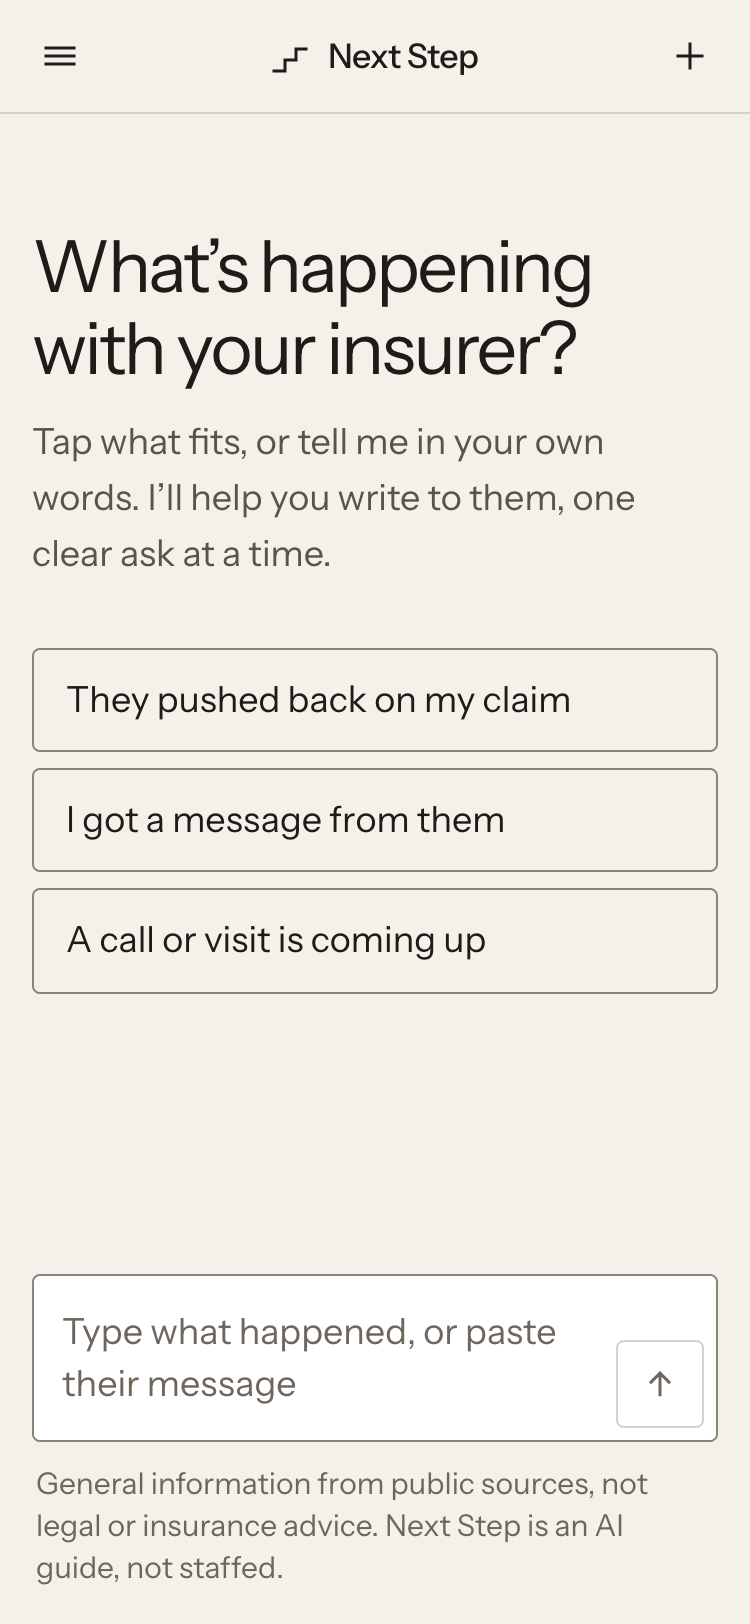 Next Step
What’s happening
with your insurer?
Tap what fits, or tell me in your own
words. I’ll help you write to them, one
clear ask at a time.
They pushed back on my claim
I got a message from them
A call or visit is coming up
Type what happened, or paste
their message
General information from public sources, not
legal or insurance advice. Next Step is an AI
guide, not staffed.